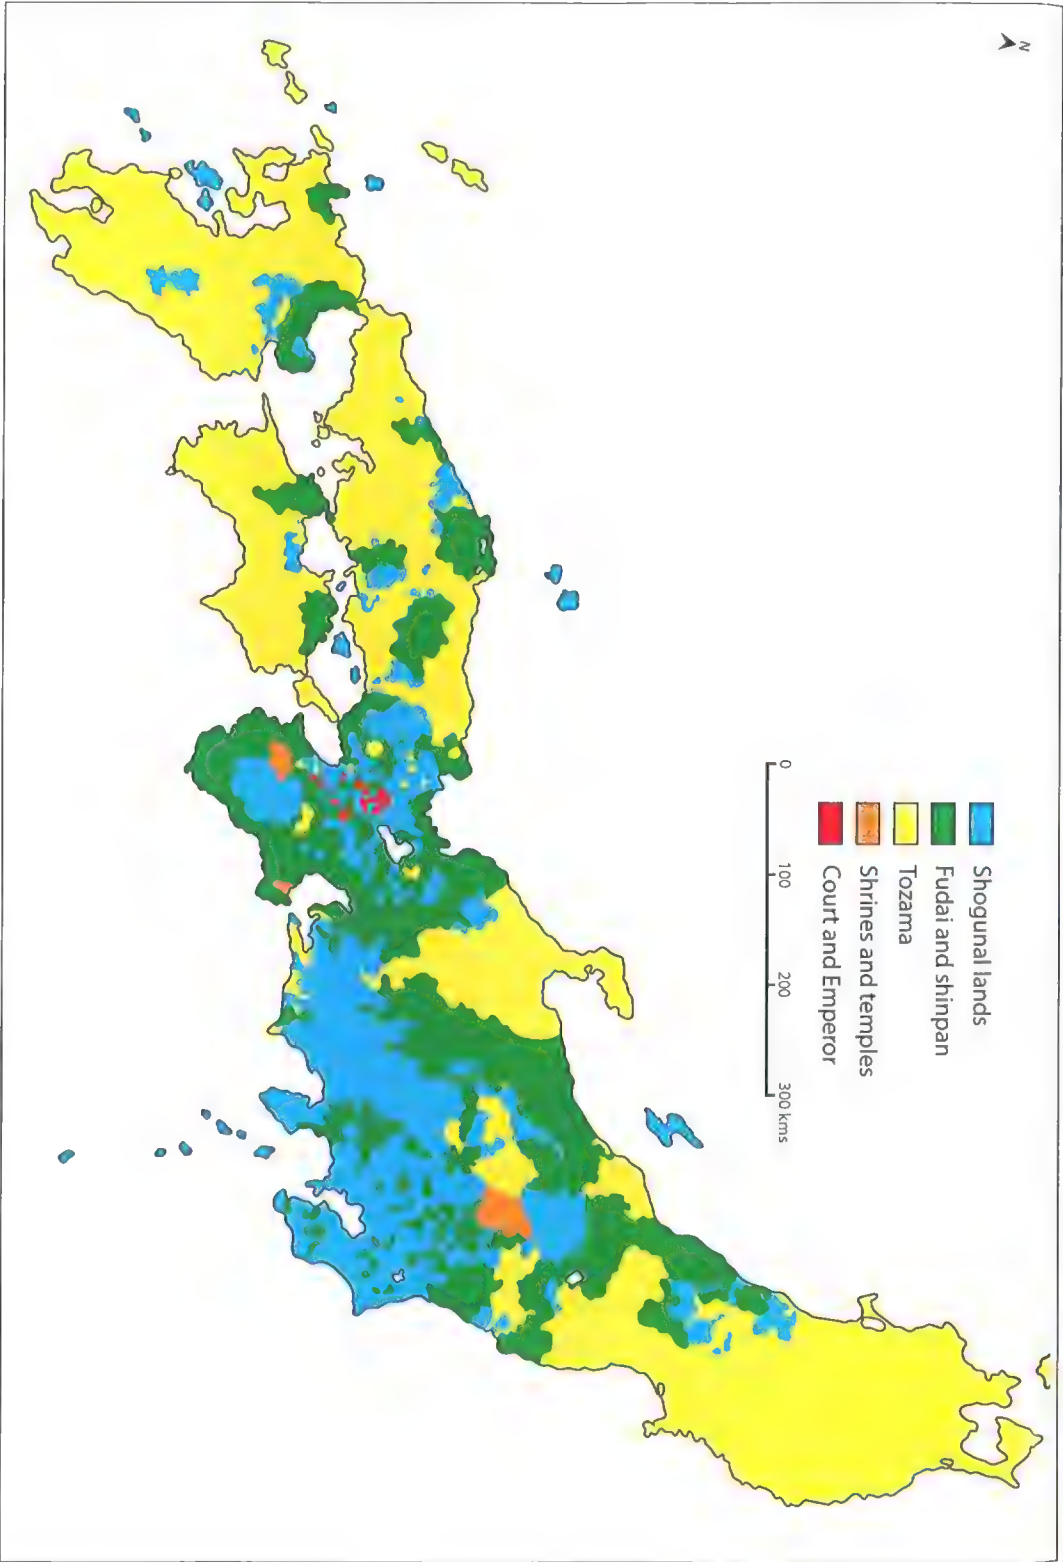 N
Shogunal lands
Fudai and shinpan
Tozama
Shrines and temples
Court and Emperor
0 100 200 300 kms